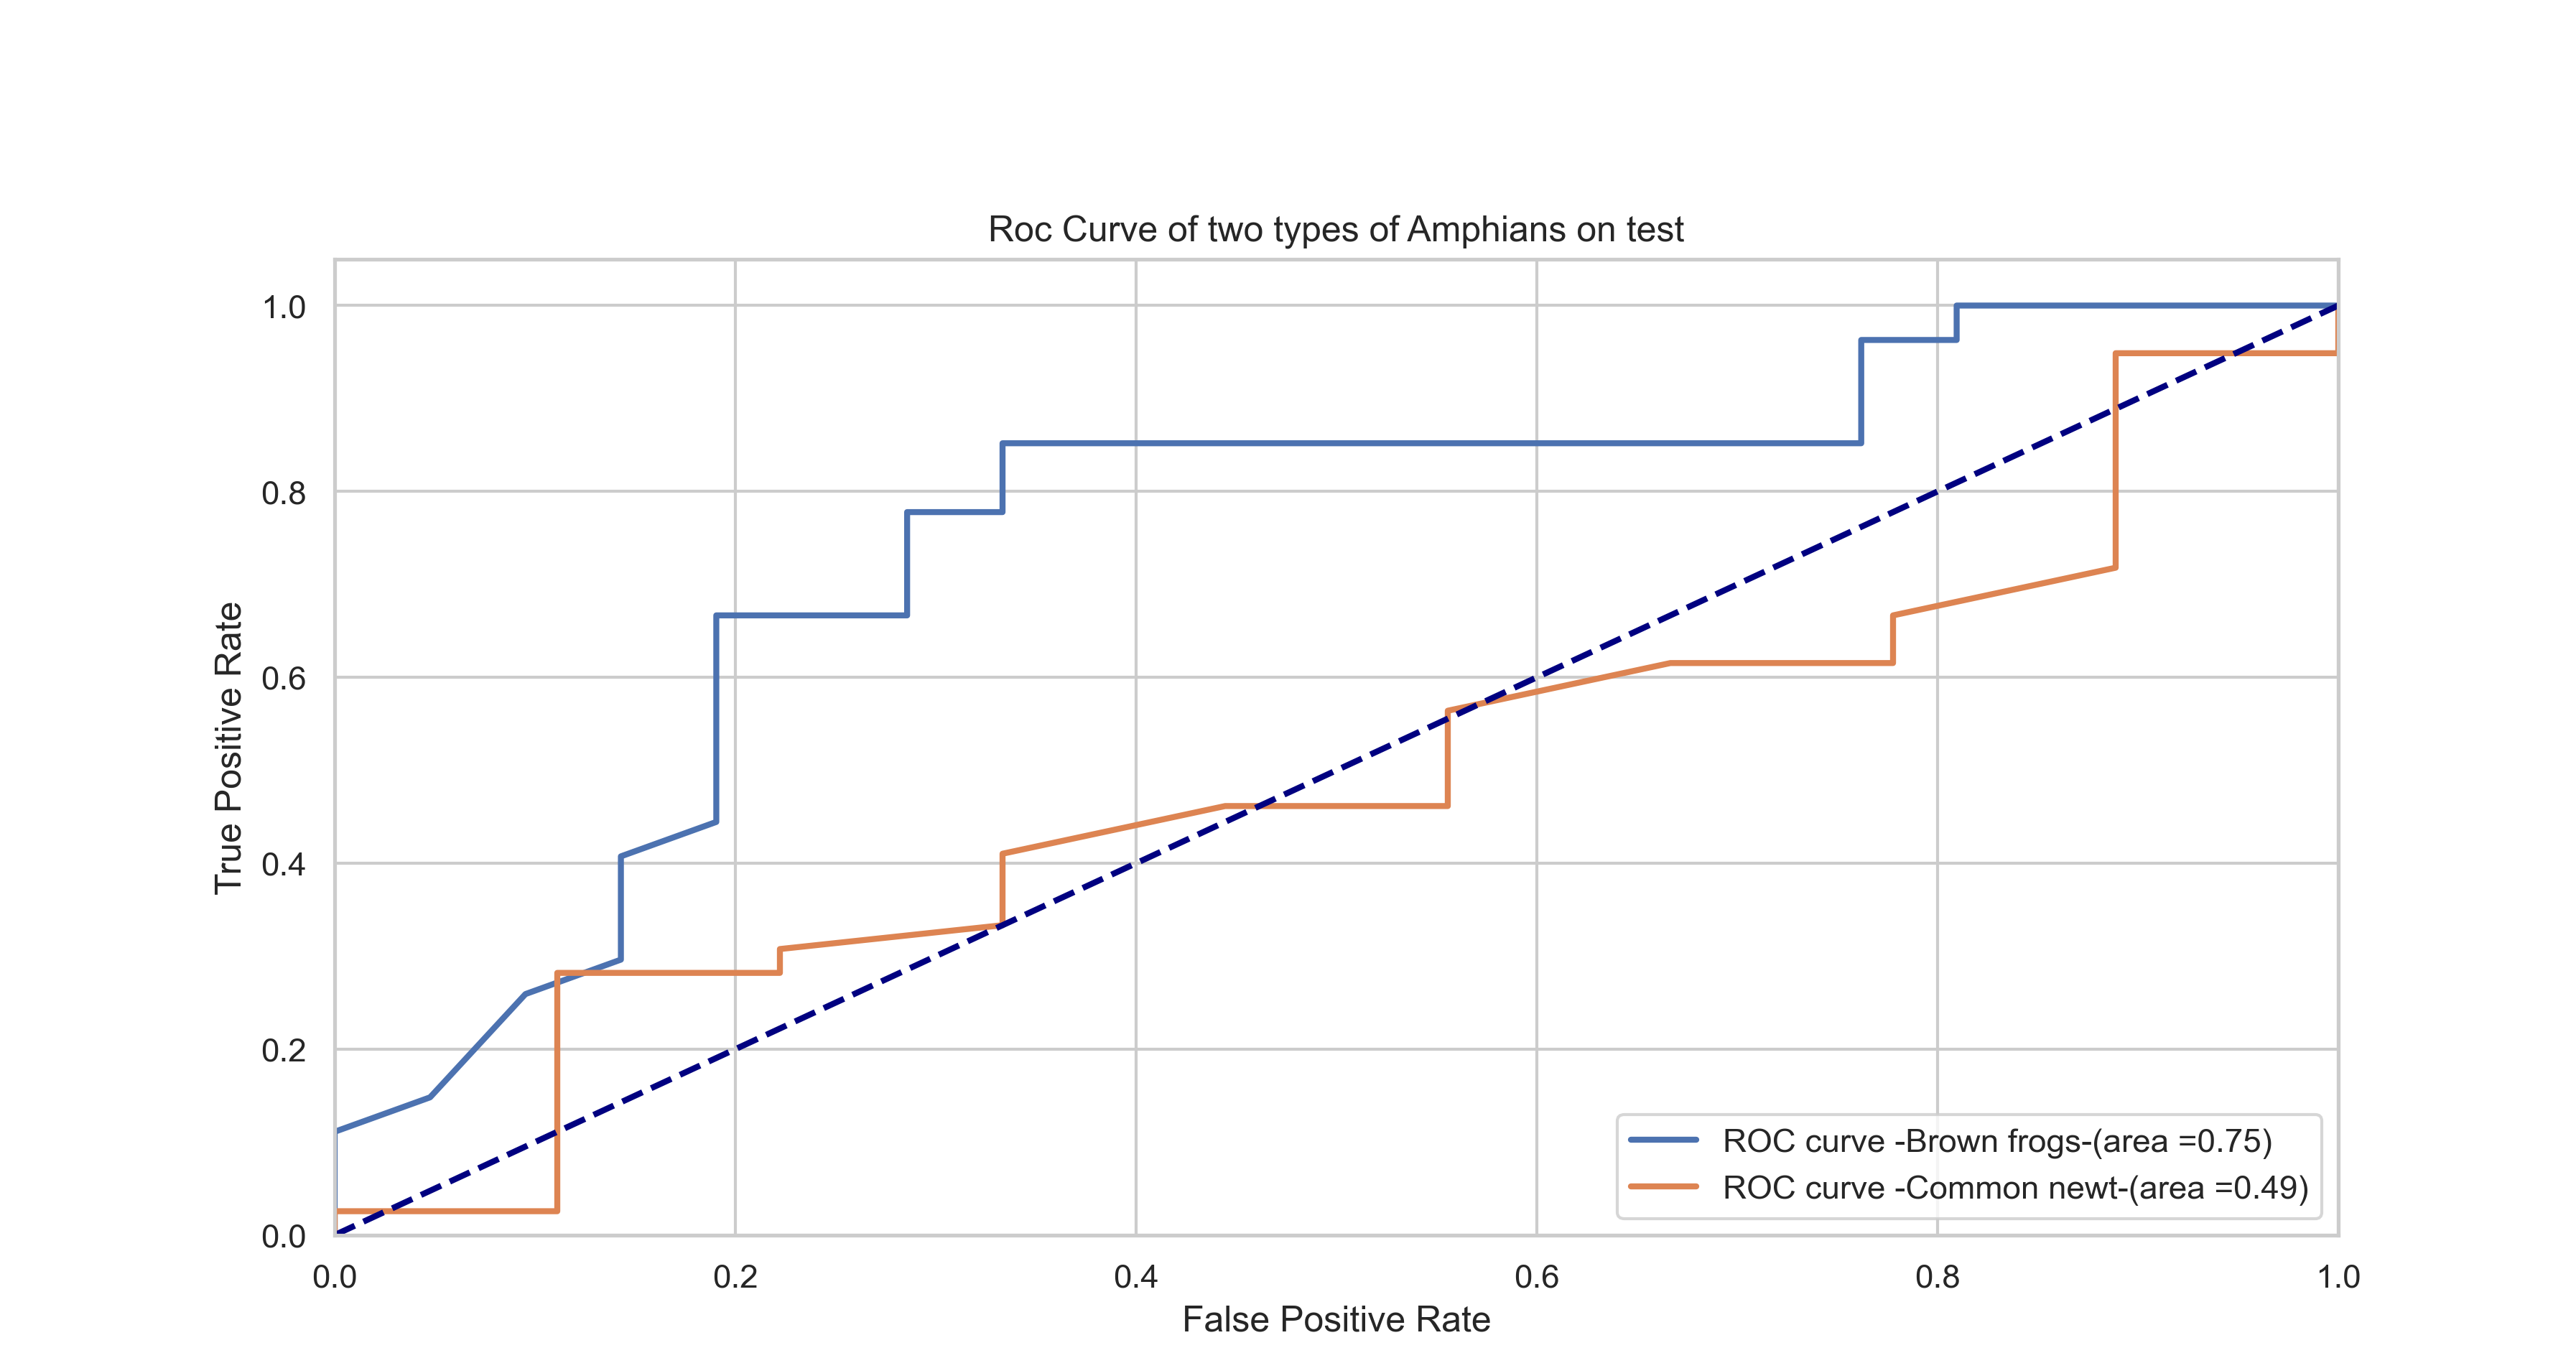 Roc Curve of two types of Amphians on test
1.0
0.8
0.6
0.4
0.2
0.0
True Positive Rate
ROC curve -Brown frogs-(area =0.75)
ROC curve -Common newt-(area =0.49)
0.0 0.2 0.4 0.6 0.8 1.0
False Positive Rate